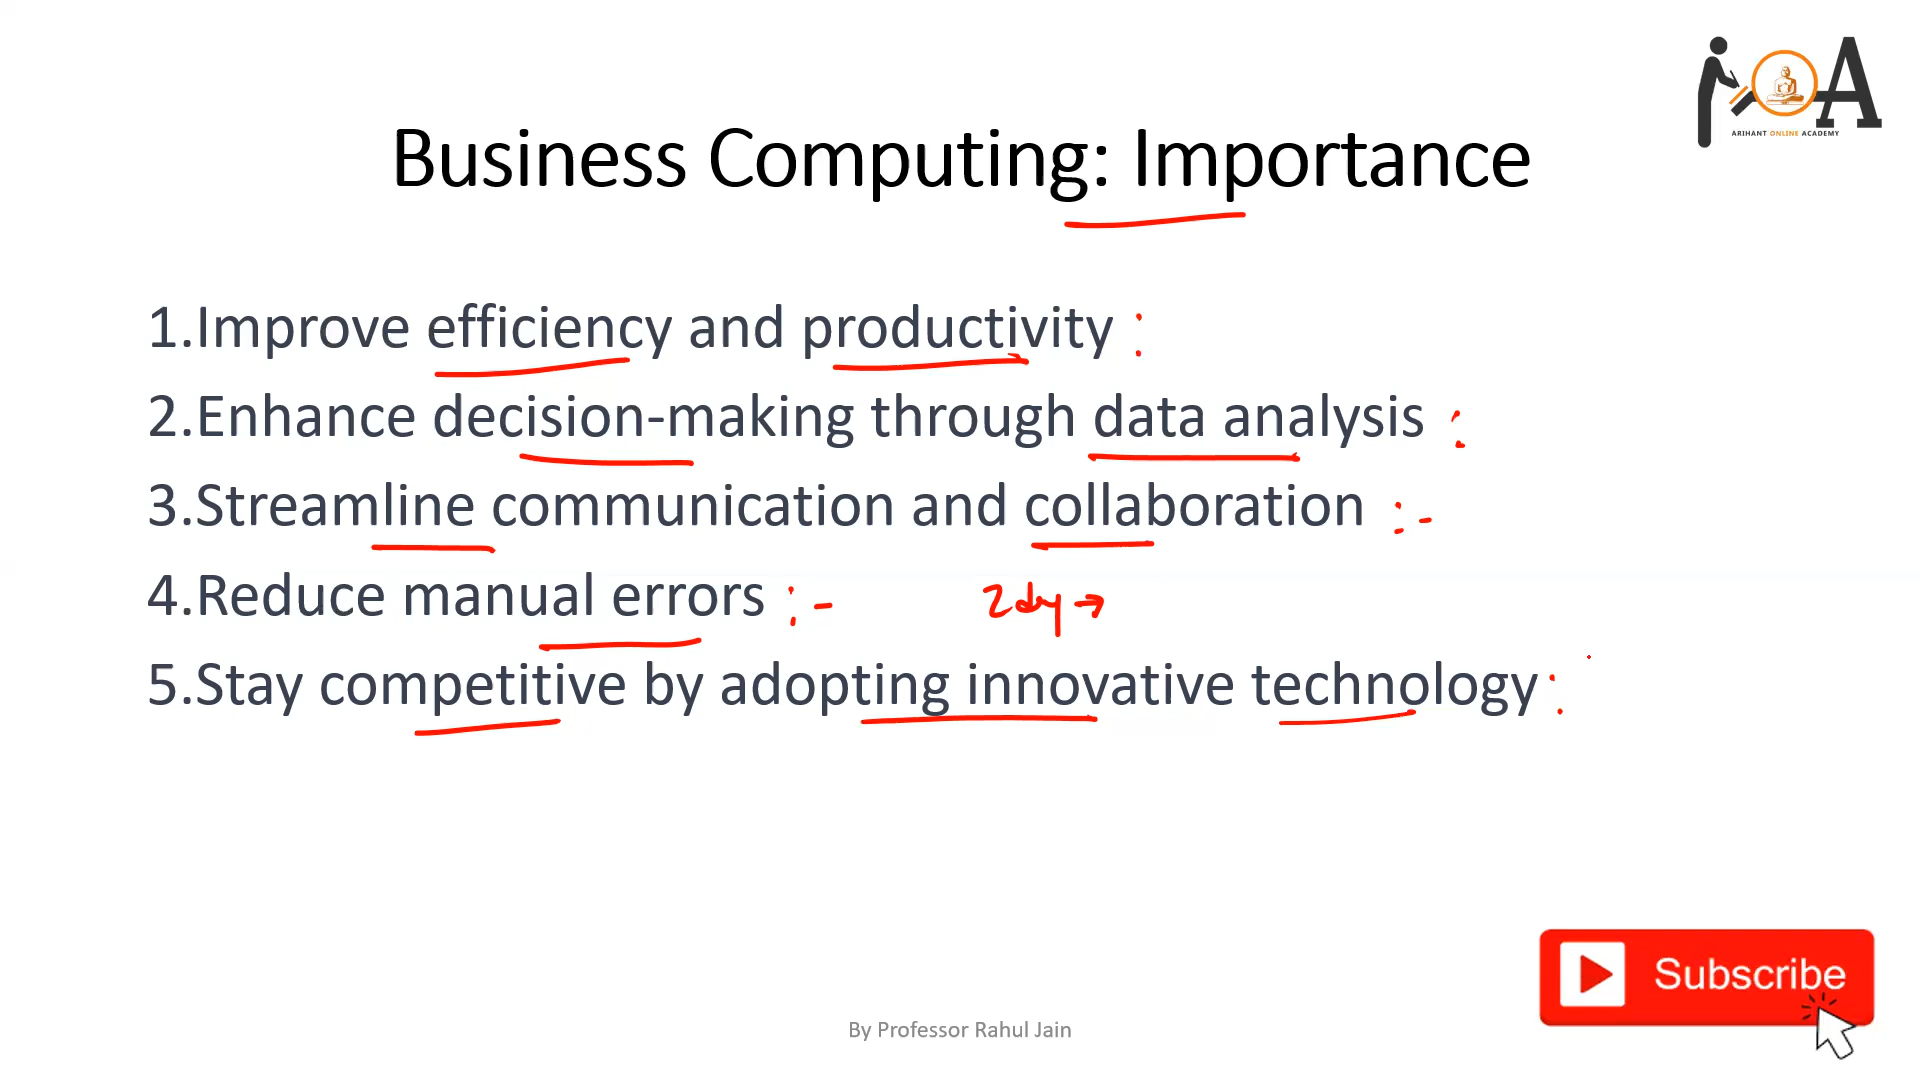 ARIHANT ONLINE ACADEMY
Business Computing: Importance
1.Improve efficiency and productivity :
2.Enhance decision-making through data analysis :
3.Streamline communication and collaboration :-
4.Reduce manual errors :- 2 day →
5.Stay competitive by adopting innovative technology :
Subscribe
By Professor Rahul Jain